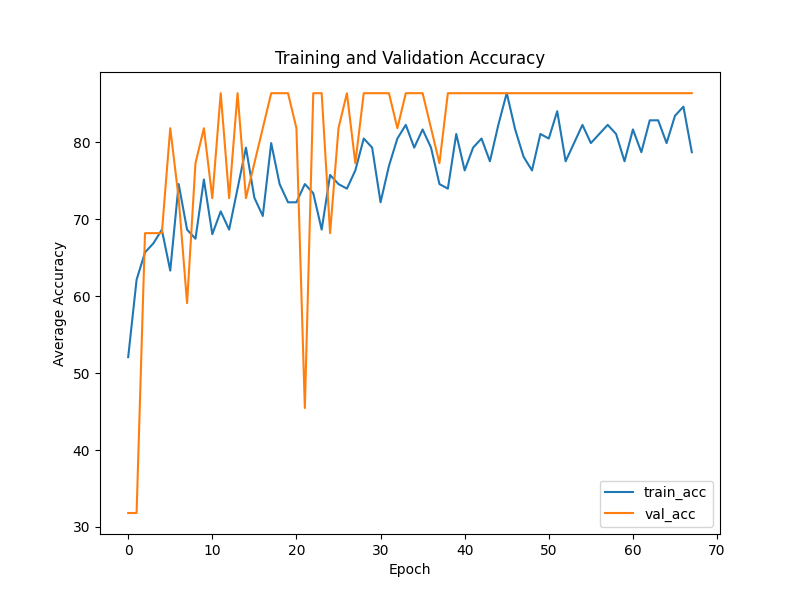 Training and Validation Accuracy
Average Accuracy
80
70
60
50
40
30
0 10 20 30 40 50 60 70
Epoch
train_acc
val_acc